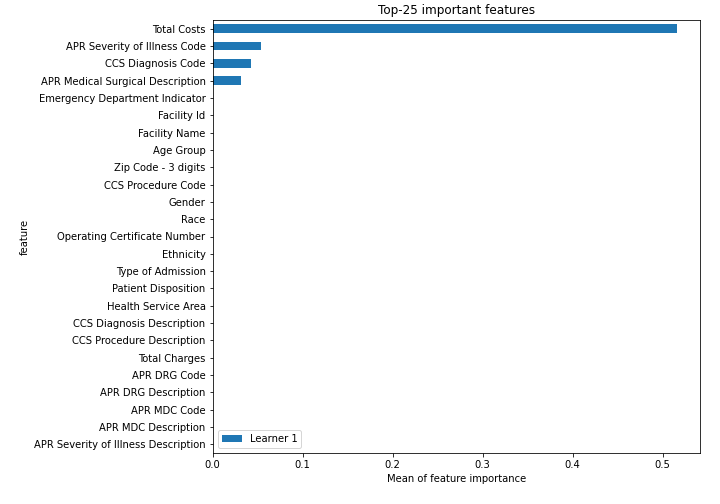 Top-25 important features
Total Costs
APR Severity of Illness Code
CCS Diagnosis Code
APR Medical Surgical Description
Emergency Department Indicator
Facility Id
Facility Name
Age Group
Zip Code - 3 digits
CCS Procedure Code
Gender
Race
Operating Certificate Number
Ethnicity
Type of Admission
Patient Disposition
Health Service Area
CCS Diagnosis Description
CCS Procedure Description
Total Charges
APR DRG Code
APR DRG Description
APR MDC Code
APR MDC Description
APR Severity of Illness Description
feature
Learner 1
0.0 0.1 0.2 0.3 0.4 0.5
Mean of feature importance